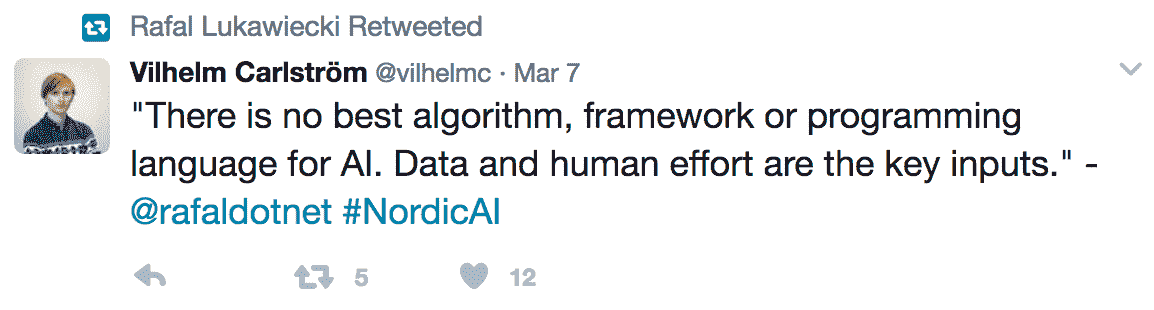 Rafal Lukawiecki Retweeted
Vilhelm Carlström @vilhelmc · Mar 7
"There is no best algorithm, framework or programming
language for AI. Data and human effort are the key inputs." -
@rafaldotnet #NordicAI
5 12